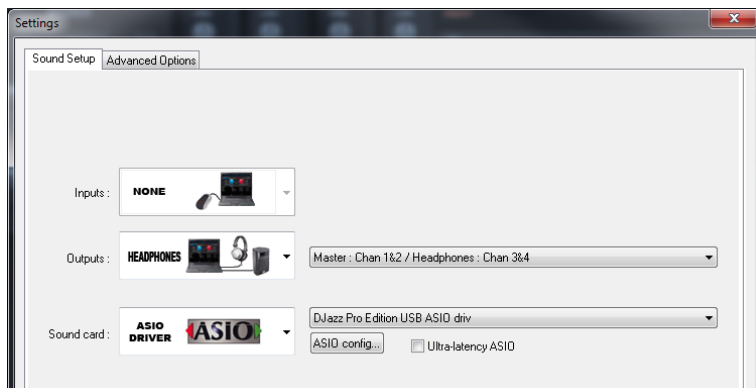 Settings
Sound Setup
Advanced Options
Inputs :
NONE
Outputs :
HEADPHONES
Master : Chan 1&2 / Headphones : Chan 3&4
Sound card :
ASIO
DRIVER
ASIO
DJazz Pro Edition USB ASIO driv
ASIO config...
Ultra-latency ASIO